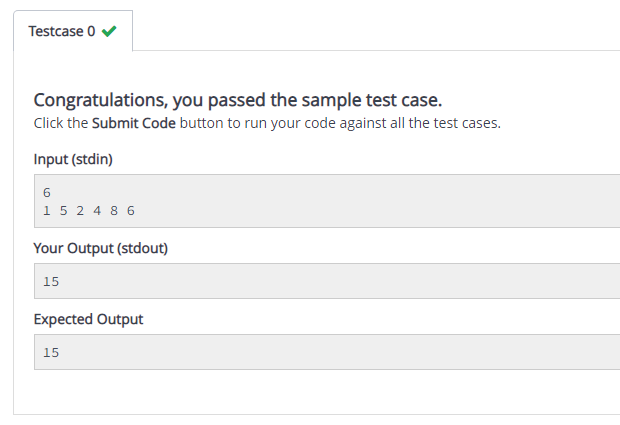 Testcase 0
Congratulations, you passed the sample test case.
Click the Submit Code button to run your code against all the test cases.
Input (stdin)
6
1 5 2 4 8 6
Your Output (stdout)
15
Expected Output
15